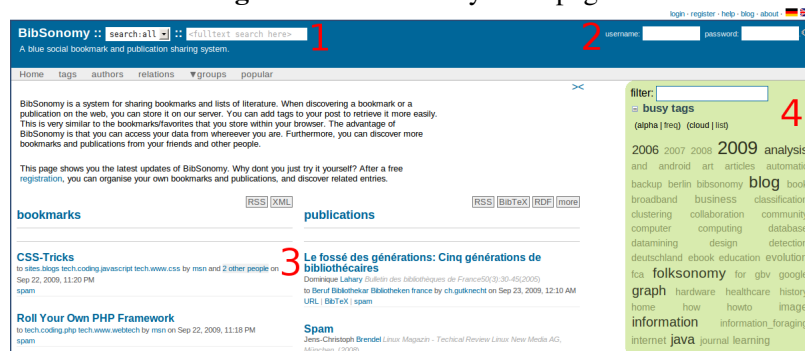 login · register · help · blog · about ·
BibSonomy :: search:all :: <fulltext search here>
1
2
username:
password:
A blue social bookmark and publication sharing system.
Home tags authors relations ▼groups popular
><
BibSonomy is a system for sharing bookmarks and lists of literature. When discovering a bookmark or a
publication on the web, you can store it on our server. You can add tags to your post to retrieve it more easily.
This is very similar to the bookmarks/favorites that you store within your browser. The advantage of
BibSonomy is that you can access your data from whereever you are. Furthermore, you can discover more
bookmarks and publications from your friends and other people.
This page shows you the latest updates of BibSonomy. Why dont you just try it yourself? After a free
registration, you can organise your own bookmarks and publications, and discover related entries.
RSS XML
bookmarks
CSS-Tricks
to sites.blogs tech.coding.javascript tech.www.css by msn and 2 other people on
Sep 22, 2009, 11:20 PM
spam
Roll Your Own PHP Framework
to tech.coding.php tech.www.webtech by msn on Sep 22, 2009, 11:18 PM
spam
3
RSS BibTeX RDF more
publications
Le fossé des générations: Cinq générations de
bibliothécaires
Dominique Lahary Bulletin des bibliothèques de France50(3):30-45(2005)
to Beruf Bibliothekar Bibliotheken france by ch.gutknecht on Sep 23, 2009, 12:10 AM
URL | BibTeX | spam
Spam
Jens-Christoph Brendel Linux Magazin - Techical Review Linux New Media AG,
München, (2008)
filter:
4
busy tags
(alpha | freq) (cloud | list)
2006 2007 2008 2009 analysis
and android art articles automatic
backup berlin bibsonomy blog book
broadband business classification
clustering collaboration community
computer computing database
datamining design detection
deutschland ebook education evolution
fca folksonomy for gbv google
graph hardware healthcare history
home how howto image
information information_foraging
internet java journal learning